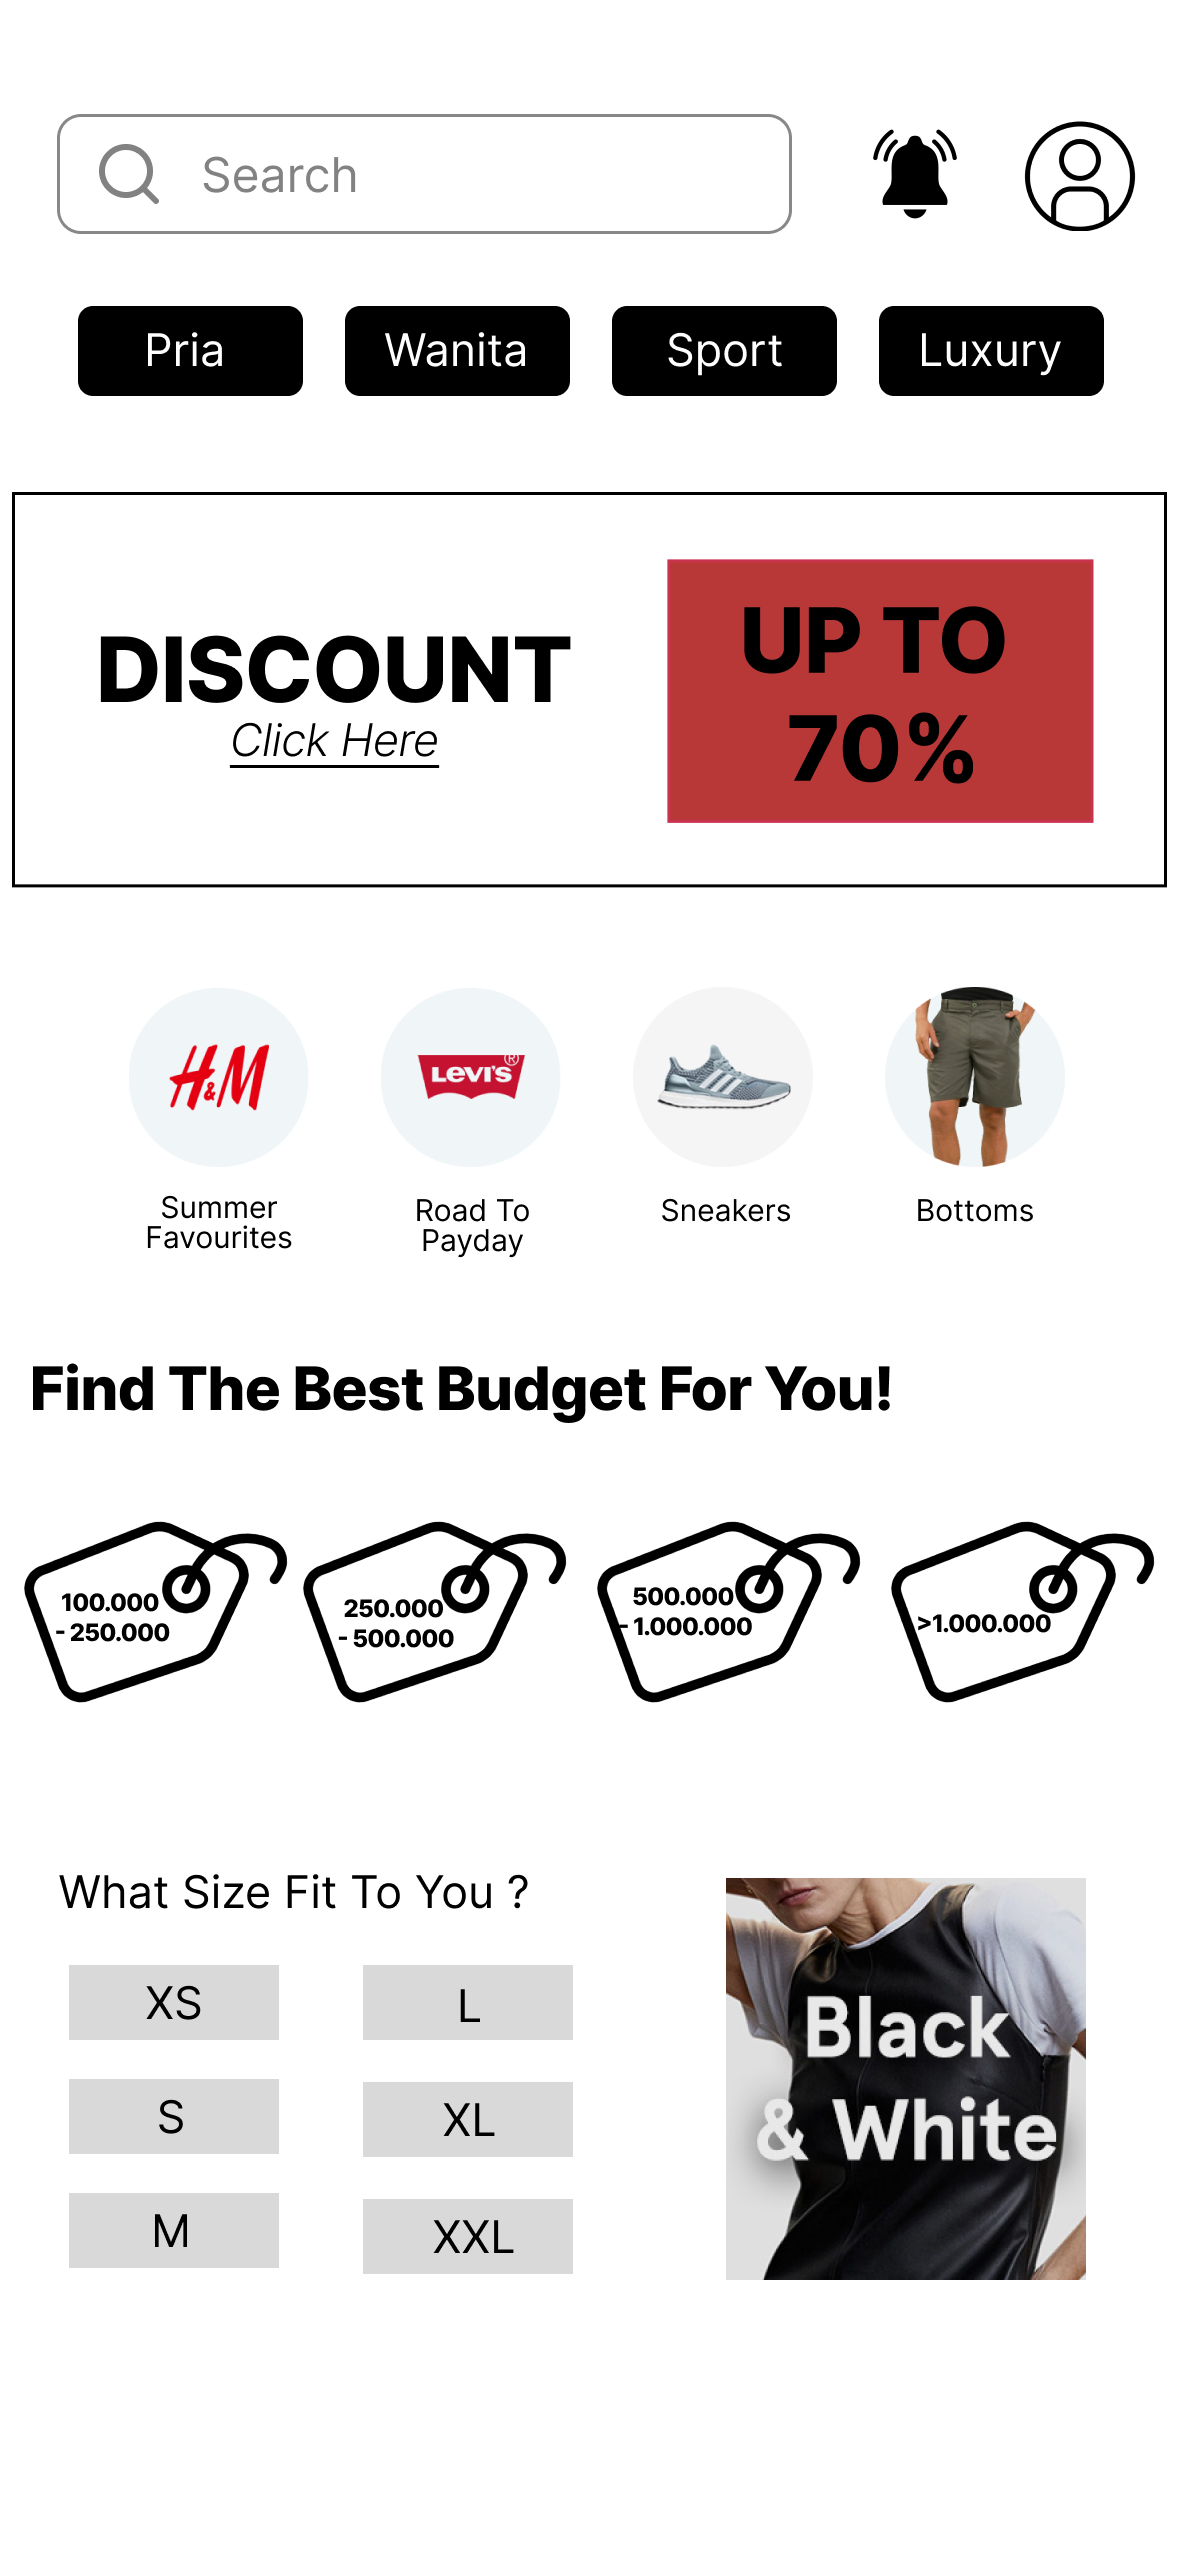 Search
Pria
Wanita
Sport
Luxury
DISCOUNT
Click Here
UP TO
70%
H&M
LEVI'S®
Summer
Favourites
Road To
Payday
Sneakers
Bottoms
Find The Best Budget For You!
100.000
- 250.000
250.000
- 500.000
500.000
- 1.000.000
>1.000.000
What Size Fit To You ?
XS
L
S
XL
M
XXL
Black
& White